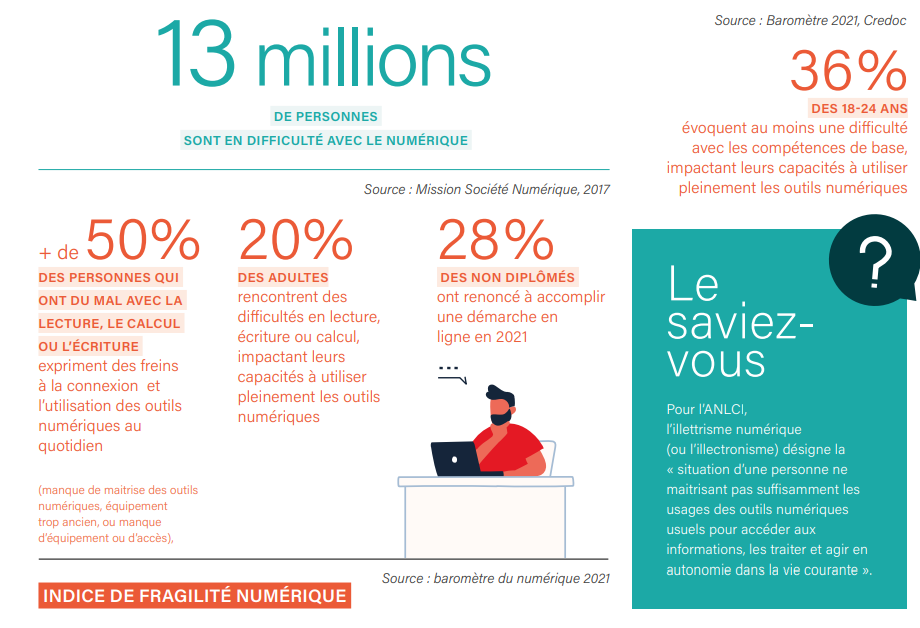 13 millions
DE PERSONNES
SONT EN DIFFICULTÉ AVEC LE NUMÉRIQUE
Source : Mission Société Numérique, 2017
+ de 50%
DES PERSONNES QUI
ONT DU MAL AVEC LA
LECTURE, LE CALCUL
OU L'ÉCRITURE
expriment des freins
à la connexion et
l'utilisation des outils
numériques au
quotidien
(manque de maitrise des outils
numériques, équipement
trop ancien, ou manque
d'équipement ou d'accès),
20%
DES ADULTES
rencontrent des
difficultés en lecture,
écriture ou calcul,
impactant leurs
capacités à utiliser
pleinement les outils
numériques
28%
DES NON DIPLÔMÉS
ont renoncé à accomplir
une démarche en
ligne en 2021
Source : baromètre du numérique 2021
INDICE DE FRAGILITÉ NUMÉRIQUE
Source : Baromètre 2021, Credoc
36%
DES 18-24 ANS
évoquent au moins une difficulté
avec les compétences de base,
impactant leurs capacités à utiliser
pleinement les outils numériques
?
Le
saviez-
vous
Pour l'ANLCI,
l'illettrisme numérique
(ou l'illectronisme) désigne la
« situation d'une personne ne
maitrisant pas suffisamment les
usages des outils numériques
usuels pour accéder aux
informations, les traiter et agir en
autonomie dans la vie courante ».